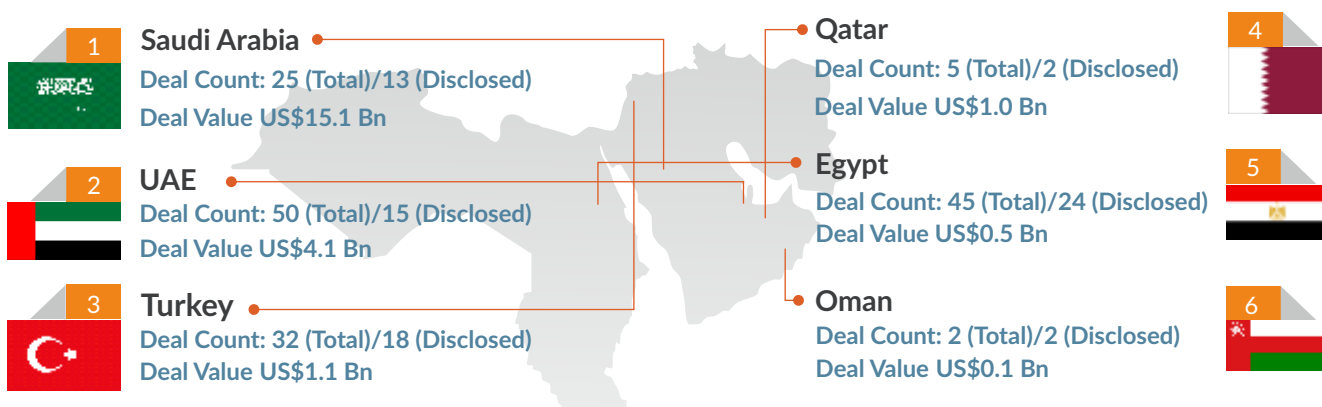 1
Saudi Arabia
Deal Count: 25 (Total)/13 (Disclosed)
Deal Value US$15.1 Bn
2
UAE
Deal Count: 50 (Total)/15 (Disclosed)
Deal Value US$4.1 Bn
3
Turkey
Deal Count: 32 (Total)/18 (Disclosed)
Deal Value US$1.1 Bn
4
Qatar
Deal Count: 5 (Total)/2 (Disclosed)
Deal Value US$1.0 Bn
5
Egypt
Deal Count: 45 (Total)/24 (Disclosed)
Deal Value US$0.5 Bn
6
Oman
Deal Count: 2 (Total)/2 (Disclosed)
Deal Value US$0.1 Bn